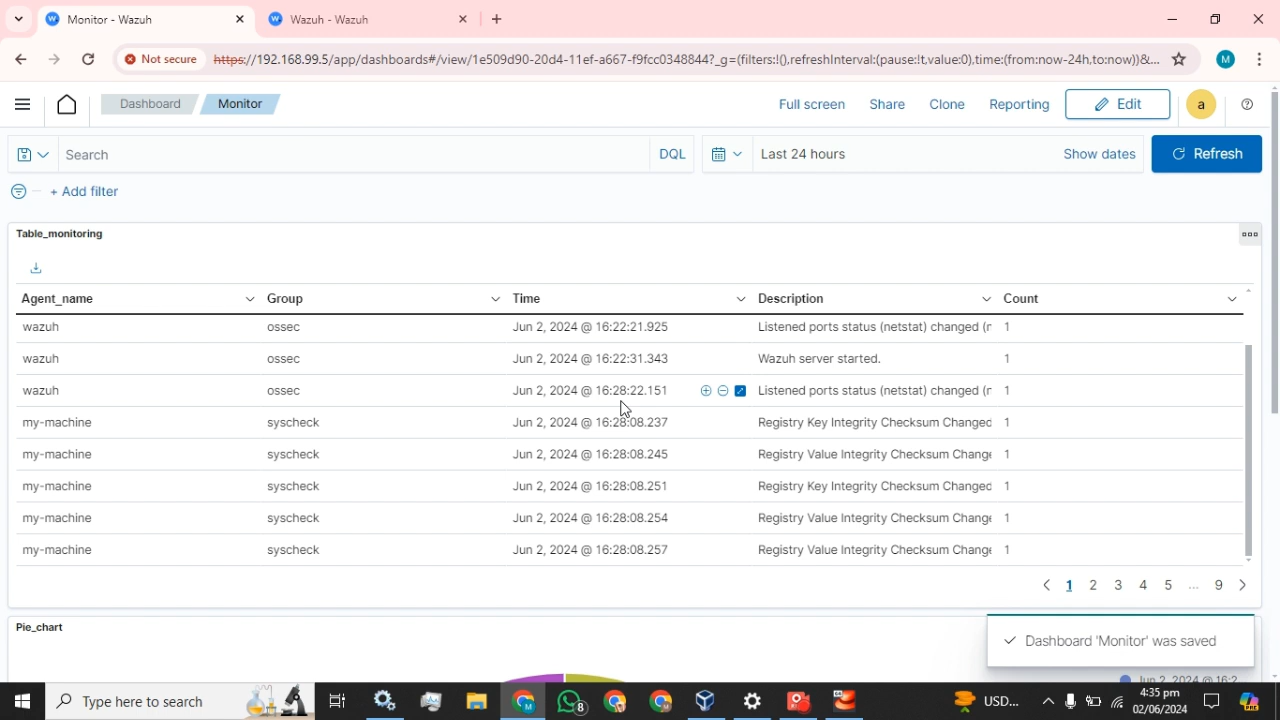 Monitor - Wazuh
Wazuh - Wazuh
Not secure https://192.168.99.5/app/dashboards#/view/1e509d90-20d4-11ef-a667-f9fcc0348844?_g=(filters:!(),refreshInterval:(pause:!t,value:0),time:(from:now-24h,to:now))&... M
Dashboard Monitor Full screen Share Clone Reporting Edit a
Search DQL Last 24 hours Show dates Refresh
+ Add filter
Table_monitoring
Agent_name Group Time Description Count
wazuh ossec Jun 2, 2024 @ 16:22:21.925 Listened ports status (netstat) changed (r 1
wazuh ossec Jun 2, 2024 @ 16:22:31.343 Wazuh server started. 1
wazuh ossec Jun 2, 2024 @ 16:28:22.151 Listened ports status (netstat) changed (r 1
my-machine syscheck Jun 2, 2024 @ 16:28:08.237 Registry Key Integrity Checksum Changed 1
my-machine syscheck Jun 2, 2024 @ 16:28:08.245 Registry Value Integrity Checksum Change 1
my-machine syscheck Jun 2, 2024 @ 16:28:08.251 Registry Key Integrity Checksum Changed 1
my-machine syscheck Jun 2, 2024 @ 16:28:08.254 Registry Value Integrity Checksum Change 1
my-machine syscheck Jun 2, 2024 @ 16:28:08.257 Registry Value Integrity Checksum Change 1
1 2 3 4 5 ... 9
Pie_chart
Dashboard 'Monitor' was saved
Type here to search 8 USD... 4:35 pm
02/06/2024